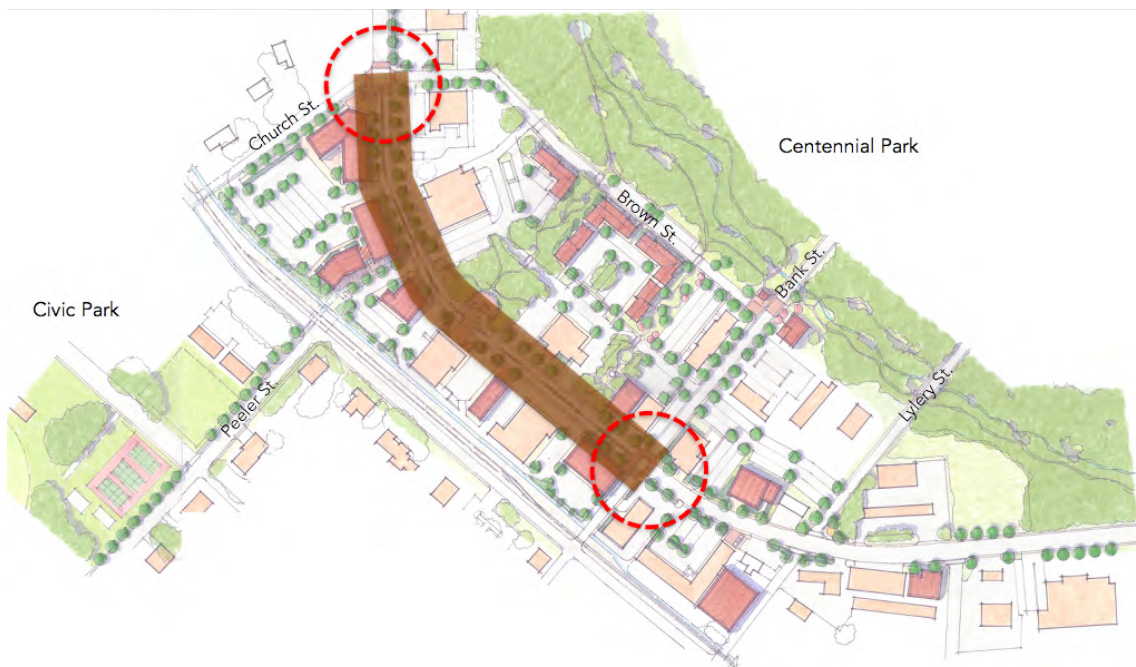 Church St.
Centennial Park
Brown St.
Bank St.
Civic Park
Peeler St.
Lylery St.